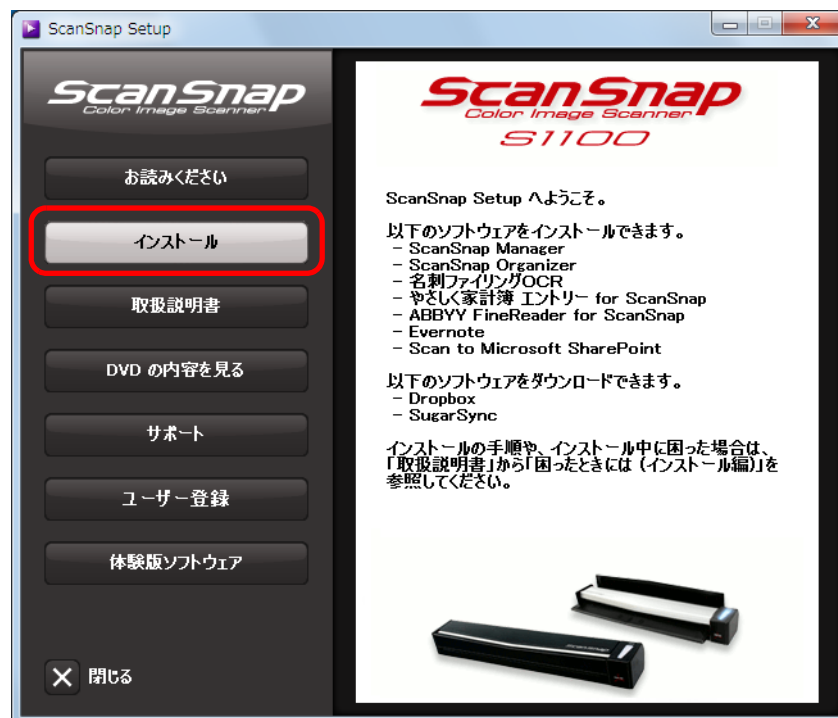 ScanSnap Setup
ScanSnap
Color Image Scanner
お読みください
インストール
取扱説明書
DVD の内容を見る
サポート
ユーザー登録
体験版ソフトウェア
閉じる
ScanSnap
Color Image Scanner
S1100
ScanSnap Setup へようこそ。
以下のソフトウェアをインストールできます。
- ScanSnap Manager
- ScanSnap Organizer
- 名刺ファイリングOCR
- やさしく家計簿 エントリー for ScanSnap
- ABBYY FineReader for ScanSnap
- Evernote
- Scan to Microsoft SharePoint
以下のソフトウェアをダウンロードできます。
- Dropbox
- SugarSync
インストールの手順や、インストール中に困った場合は、
「取扱説明書」から「困ったときには (インストール編)」を
参照してください。
ScanSnap